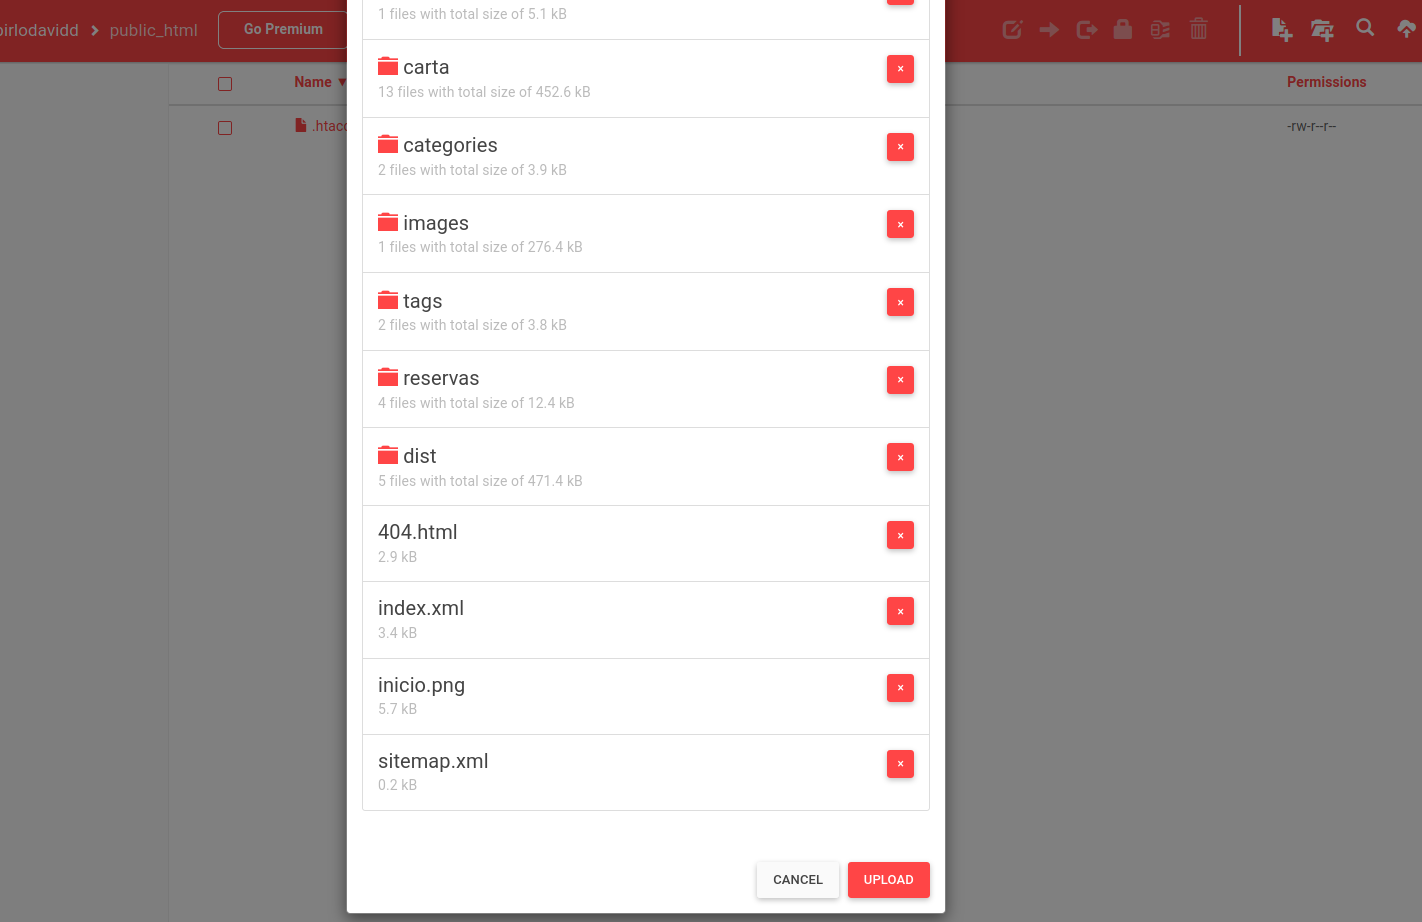 public_html
Go Premium
Name
Permissions
-rw-r--r--
1 files with total size of 5.1 kB
carta
13 files with total size of 452.6 kB
categories
2 files with total size of 3.9 kB
images
1 files with total size of 276.4 kB
tags
2 files with total size of 3.8 kB
reservas
4 files with total size of 12.4 kB
dist
5 files with total size of 471.4 kB
404.html
2.9 kB
index.xml
3.4 kB
inicio.png
5.7 kB
sitemap.xml
0.2 kB
CANCEL
UPLOAD